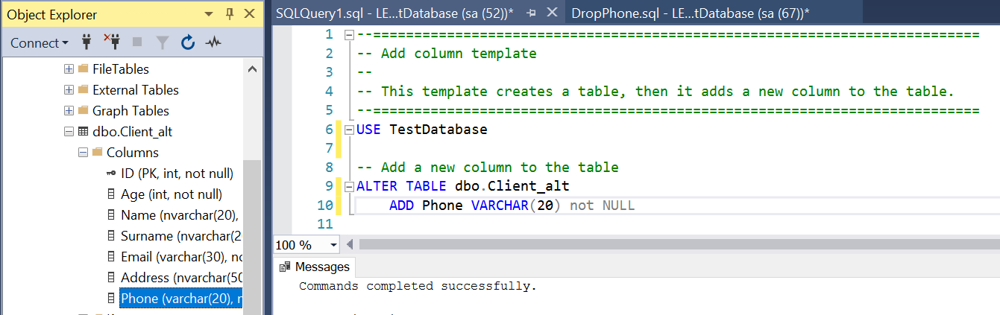 Object Explorer
Connect
FileTables
External Tables
Graph Tables
dbo.Client_alt
Columns
ID (PK, int, not null)
Age (int, not null)
Name (nvarchar(20),
Surname (nvarchar(2
Email (varchar(30), no
Address (nvarchar(50
Phone (varchar(20), n
SQLQuery1.sql - LE...tDatabase (sa (52))*
DropPhone.sql - LE...tDatabase (sa (67))*
1 --==========================================================================
2 -- Add column template
3 --
4 -- This template creates a table, then it adds a new column to the table.
5 --==========================================================================
6 USE TestDatabase
7
8 -- Add a new column to the table
9 ALTER TABLE dbo.Client_alt
10 ADD Phone VARCHAR(20) not NULL
11
100 %
Messages
Commands completed successfully.